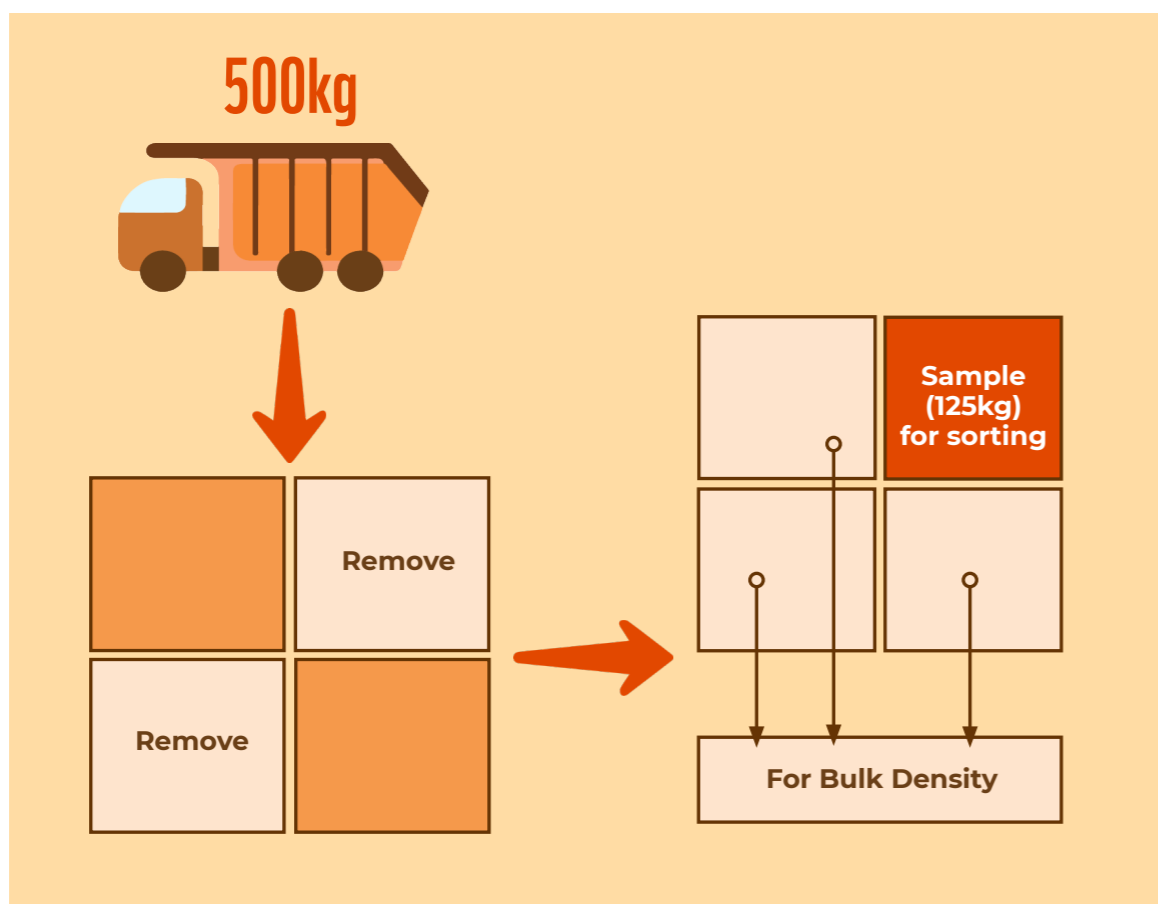 500kg
Remove
Remove
Sample
(125kg)
for sorting
For Bulk Density